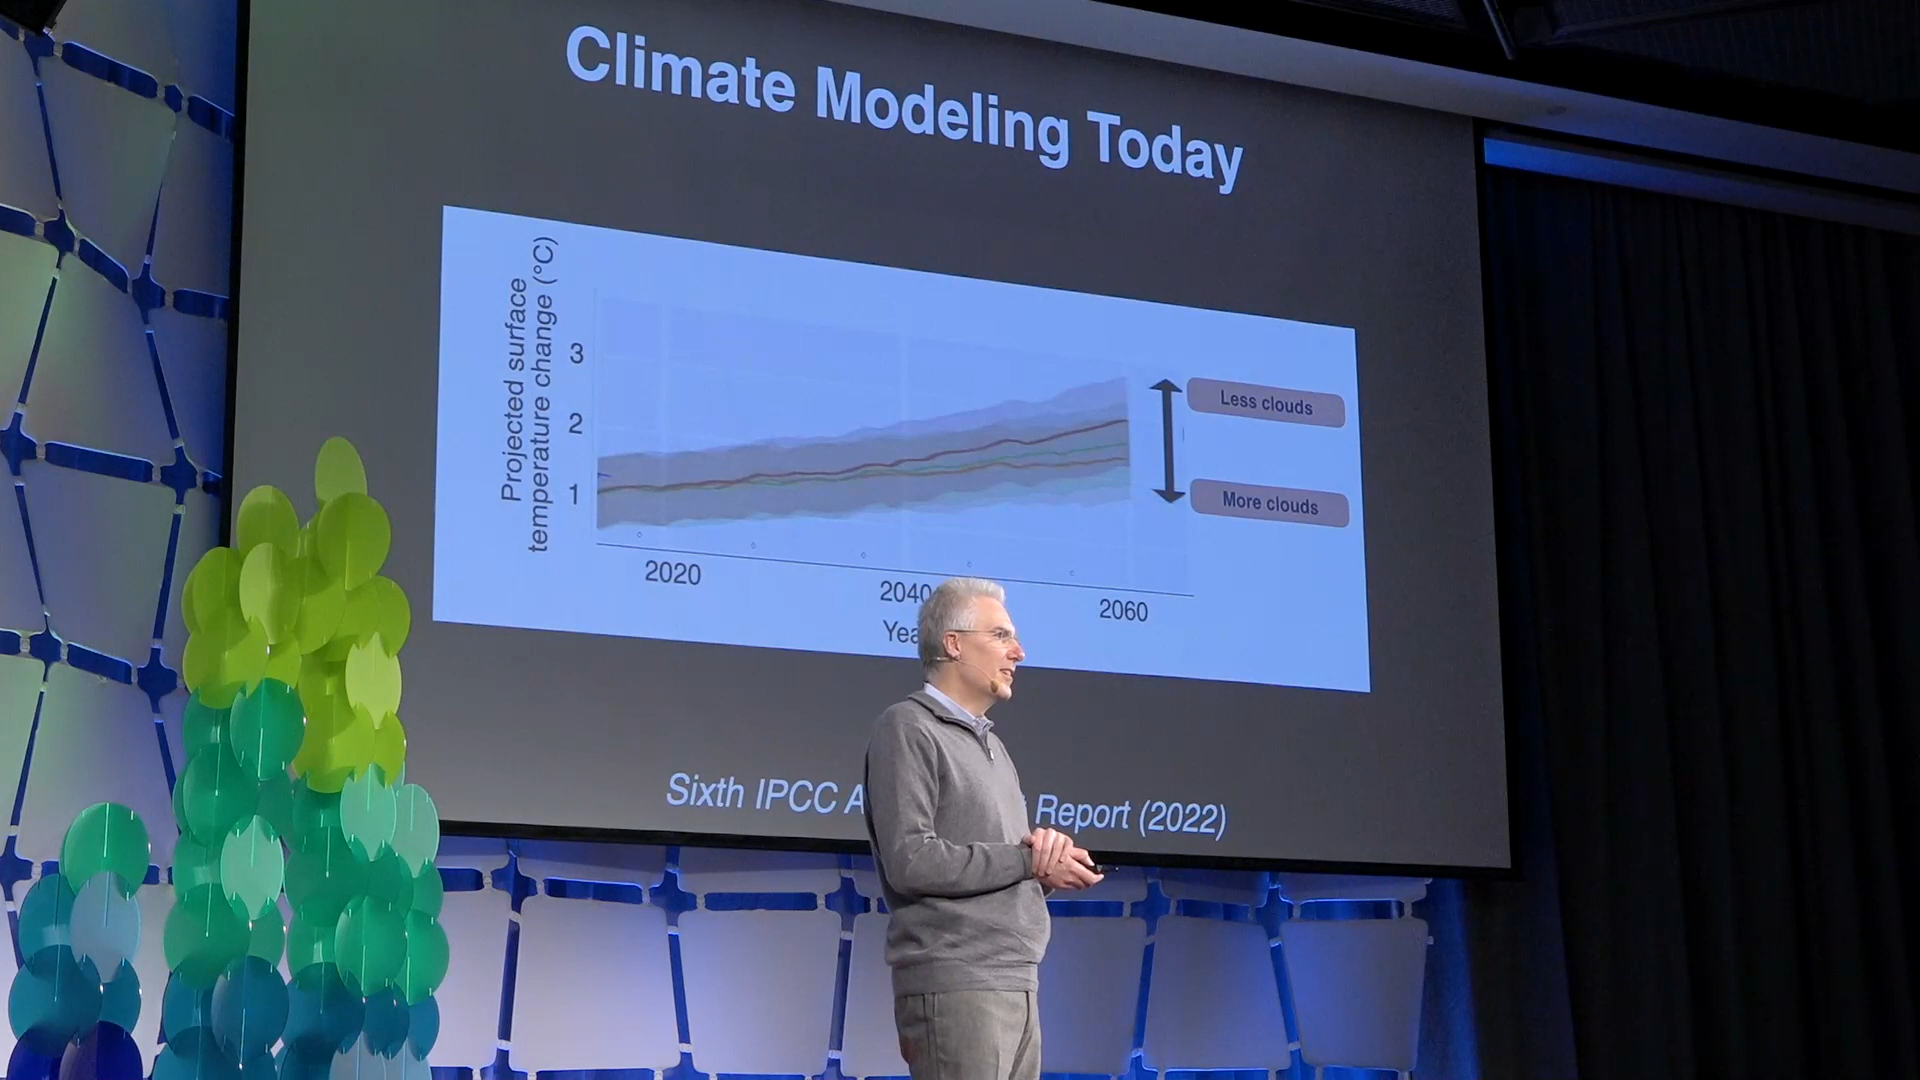 Climate Modeling Today
Projected surface
temperature change (°C)
3
2
1
Less clouds
More clouds
2020
2040
2060
Sixth IPCC
Report (2022)